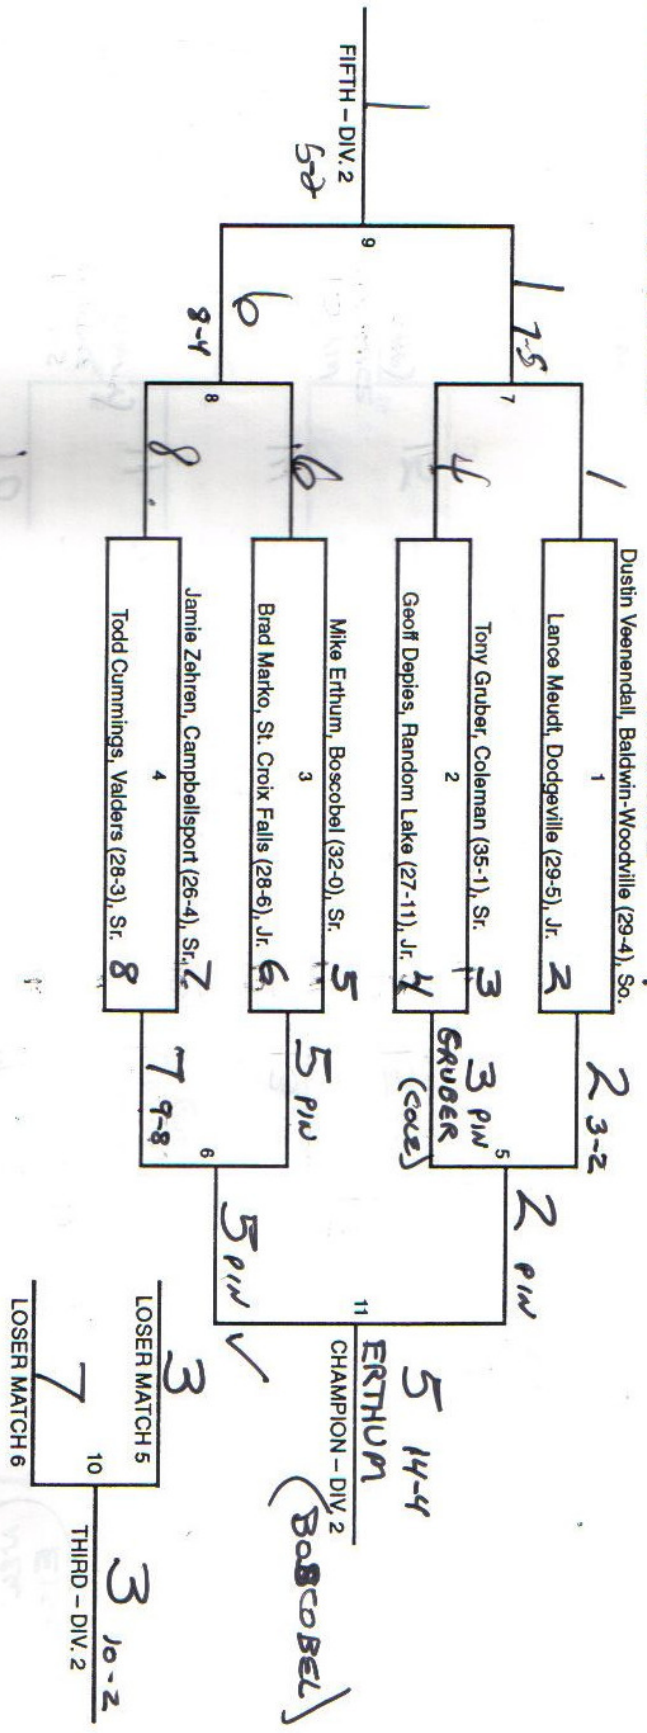 Dustin Veenendall, Baldwin-Woodville (29-4), So.
1
Lance Meudt, Dodgeville (29-5), Jr. 2
Tony Gruber, Coleman (35-1), Sr. 3
2
Geoff Depies, Random Lake (27-11), Jr. 4
Mike Erthum, Boscobel (32-0), Sr. 5
3
Brad Marko, St. Croix Falls (28-6), Jr. 6
Jamie Zehren, Campbellsport (26-4), Sr. 7
4
Todd Cummings, Valders (28-3), Sr. 8
2 3-2
5
3 PIN
GRUBER
5 PIN
6
7 9-8
2 PIN
11
5 PIN ✓
5 14-4
ERTHUM
CHAMPION – DIV. 2
(BOSCOBEL)
3
LOSER MATCH 5
10
7
LOSER MATCH 6
3 10-2
THIRD – DIV. 2
1
7
4
6
8
8
1 7-5
9
6
8-4
1
FIFTH – DIV. 2
5-2